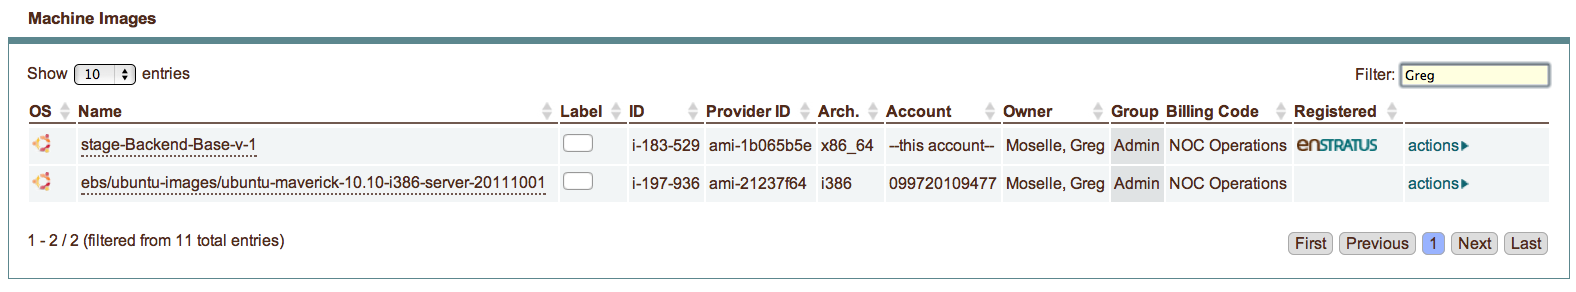 Machine Images
Show 10 entries Filter: Greg
OS Name Label ID Provider ID Arch. Account Owner Group Billing Code Registered
stage-Backend-Base-v-1 i-183-529 ami-1b065b5e x86_64 --this account-- Moselle, Greg Admin NOC Operations enSTRATUS actions
ebs/ubuntu-images/ubuntu-maverick-10.10-i386-server-20111001 i-197-936 ami-21237f64 i386 099720109477 Moselle, Greg Admin NOC Operations actions
1 - 2 / 2 (filtered from 11 total entries) First Previous 1 Next Last